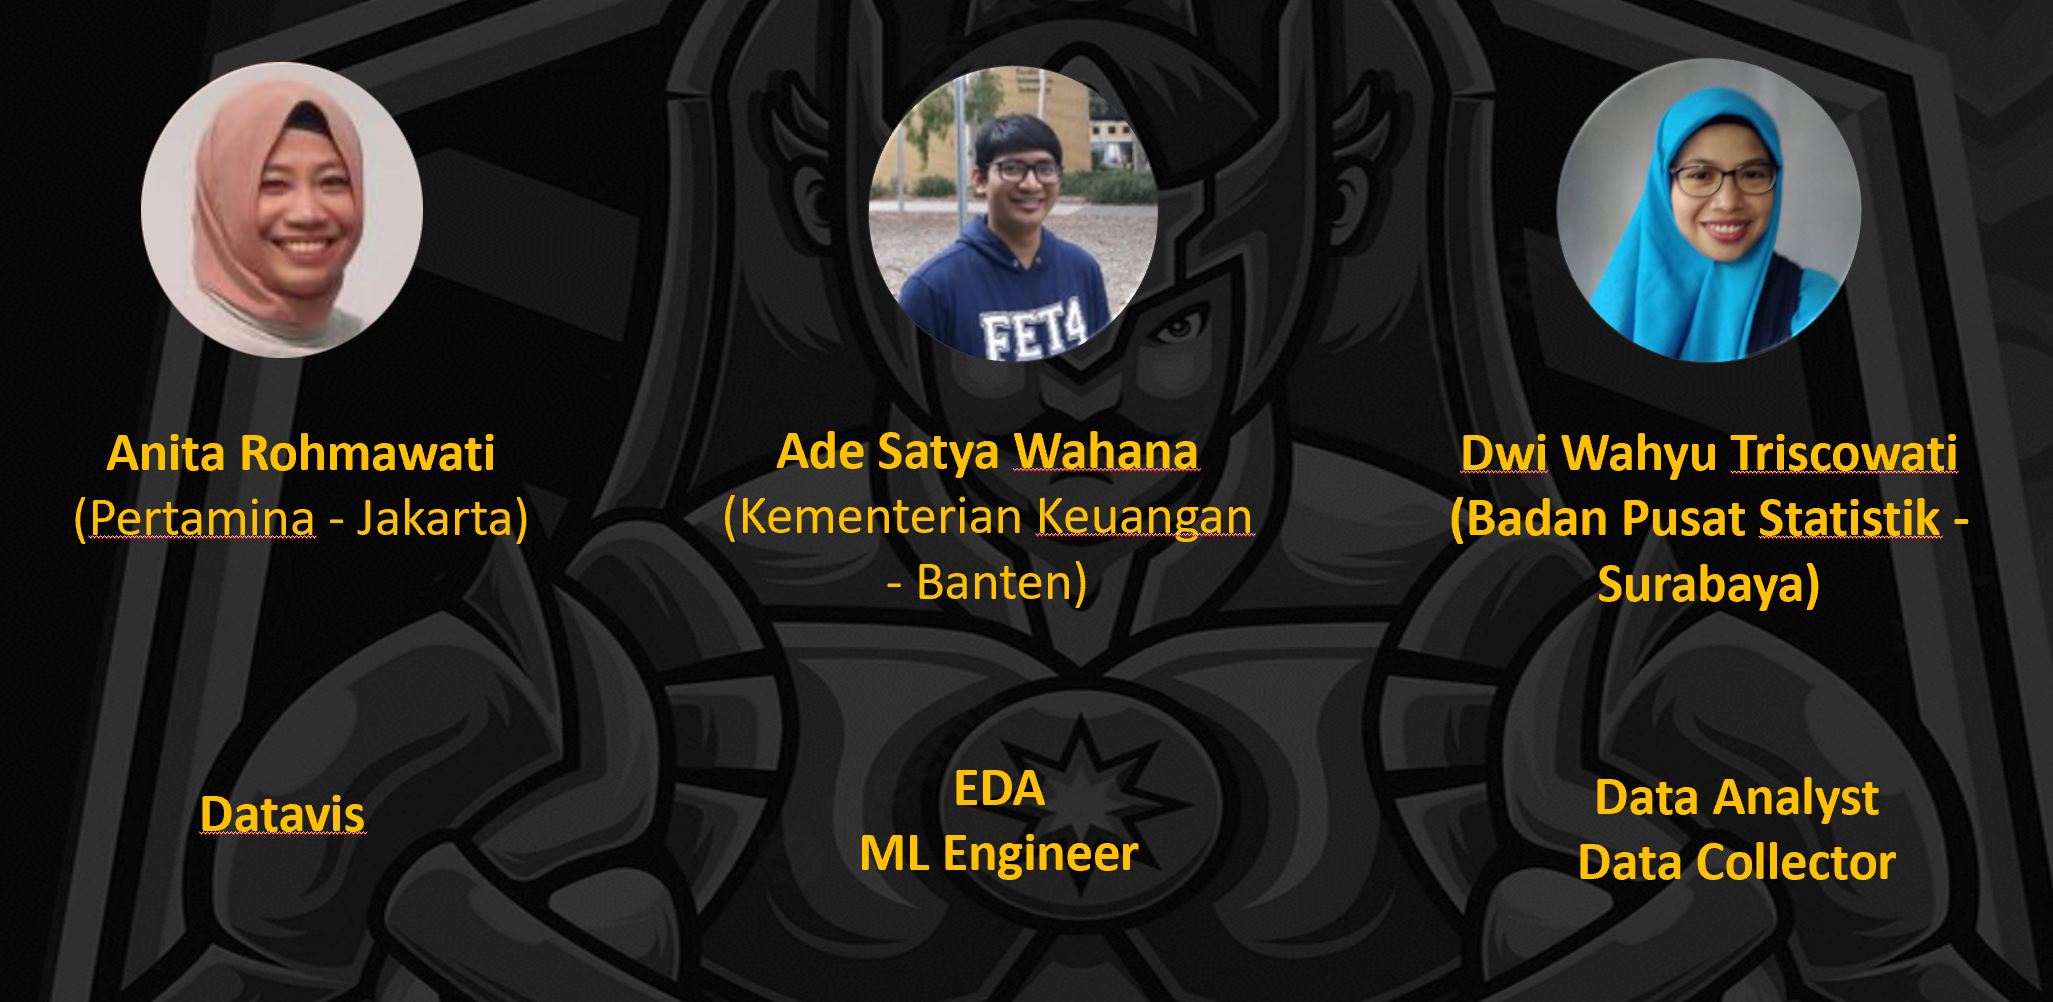 Anita Rohmawati
(Pertamina - Jakarta)
Ade Satya Wahana
(Kementerian Keuangan
- Banten)
Dwi Wahyu Triscowati
(Badan Pusat Statistik -
Surabaya)
FET4
Datavis
EDA
ML Engineer
Data Analyst
Data Collector